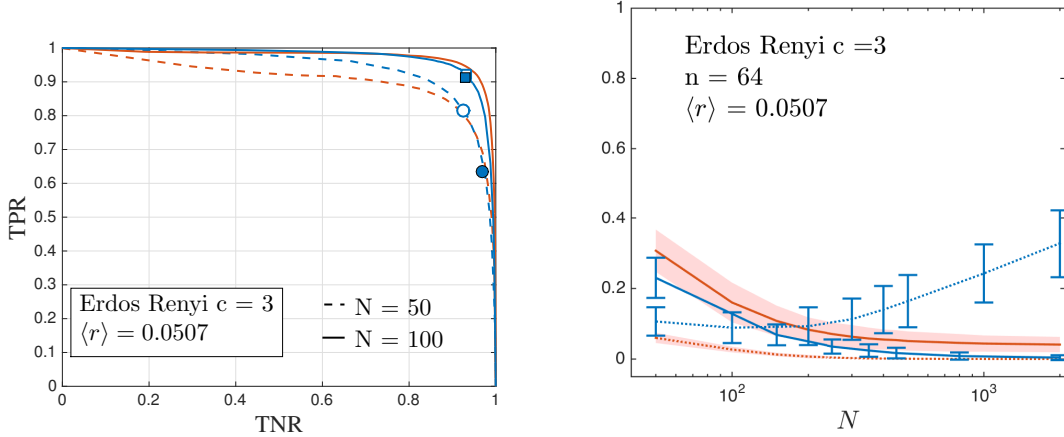 1
0.9
0.8
0.7
0.6
0.5
0.4
0.3
0.2
0.1
0
TPR
Erdos Renyi c = 3
⟨r⟩ = 0.0507
N = 50
N = 100
0 0.2 0.4 0.6 0.8 1
TNR
1
0.8
0.6
0.4
0.2
0
Erdos Renyi c =3
n = 64
⟨r⟩ = 0.0507
10² 10³
N